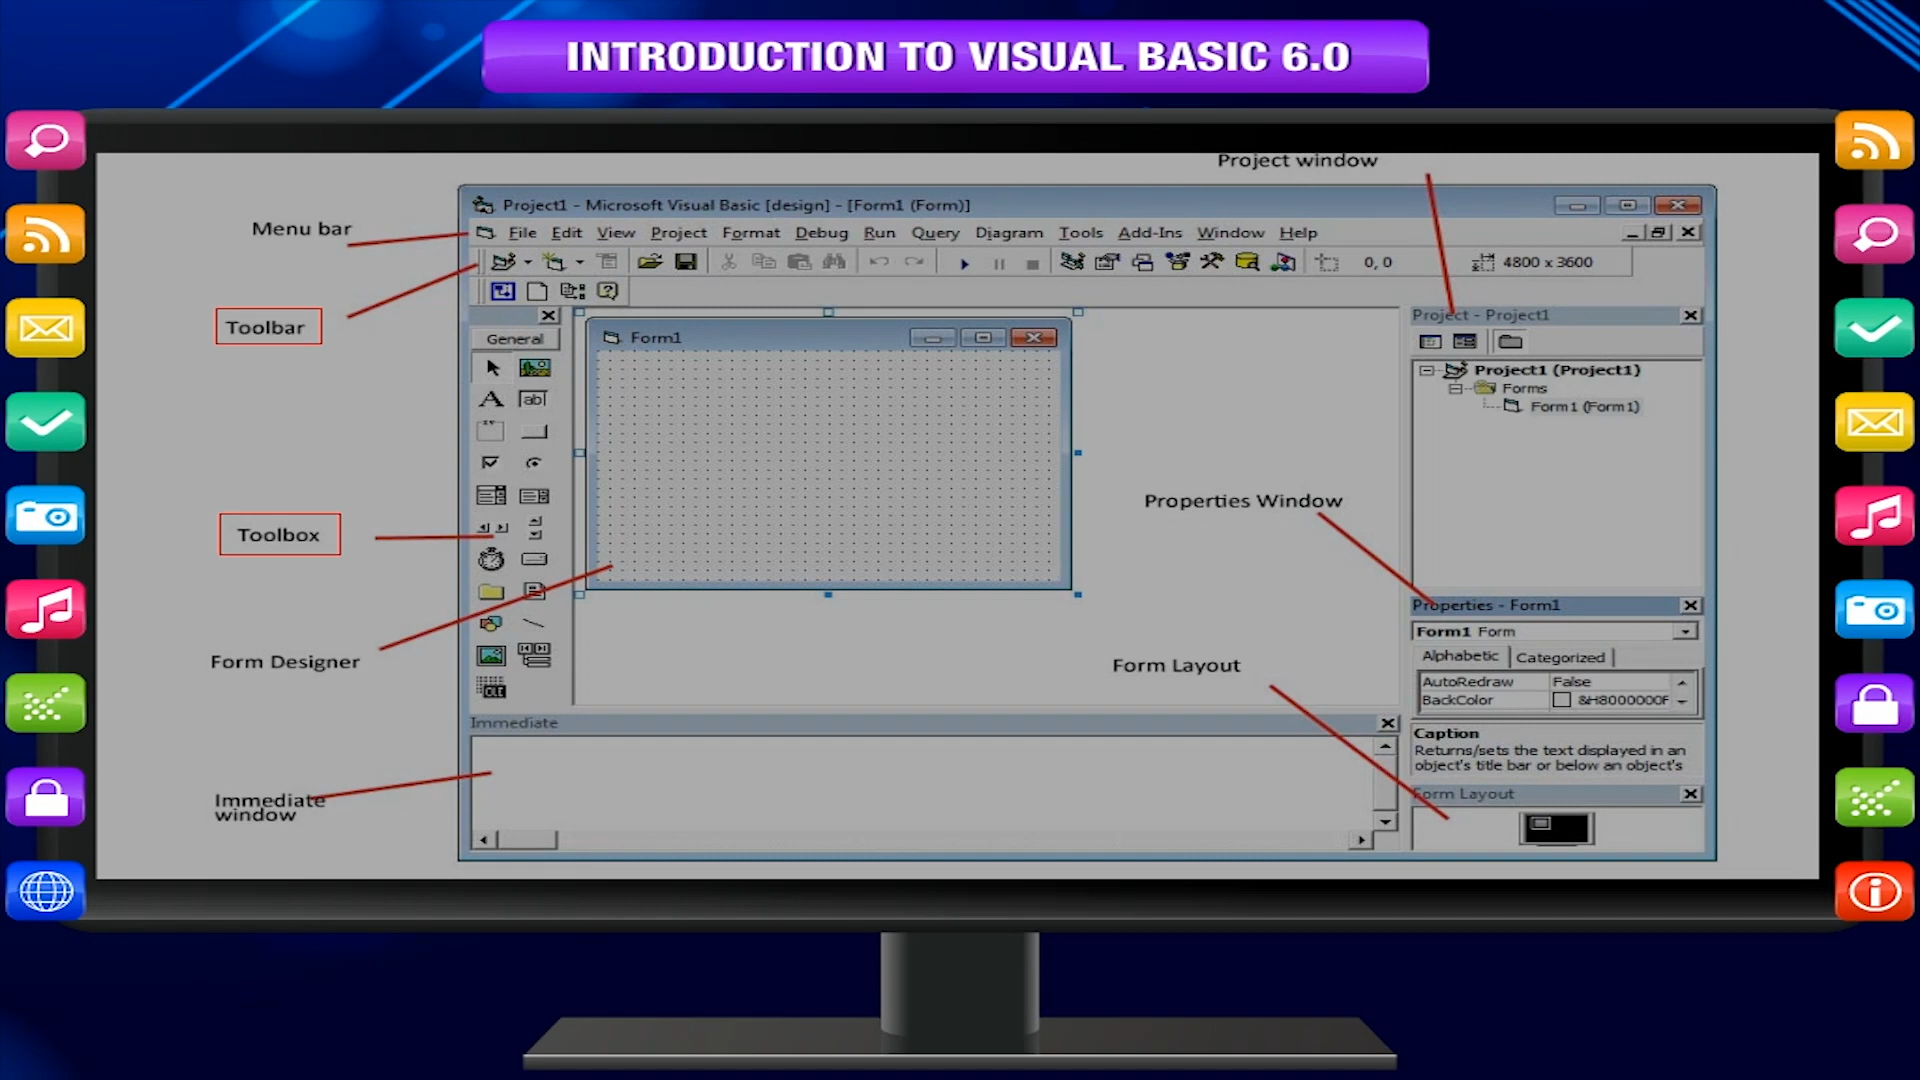 INTRODUCTION TO VISUAL BASIC 6.0
Project window
Menu bar
Project1 - Microsoft Visual Basic [design] - [Form1 (Form)]
File Edit View Project Format Debug Run Query Diagram Tools Add-Ins Window Help
0, 0 4800 x 3600
Toolbar
General
Form1
Project - Project1
A ab|
Project1 (Project1)
Forms
Form1 (Form1)
Toolbox
Properties Window
Form Designer
OLE
Form Layout
Properties - Form1
Form1 Form
Alphabetic Categorized
AutoRedraw False
BackColor &H8000000F
Caption
Returns/sets the text displayed in an
object's title bar or below an object's
Immediate
Immediate
window
Form Layout